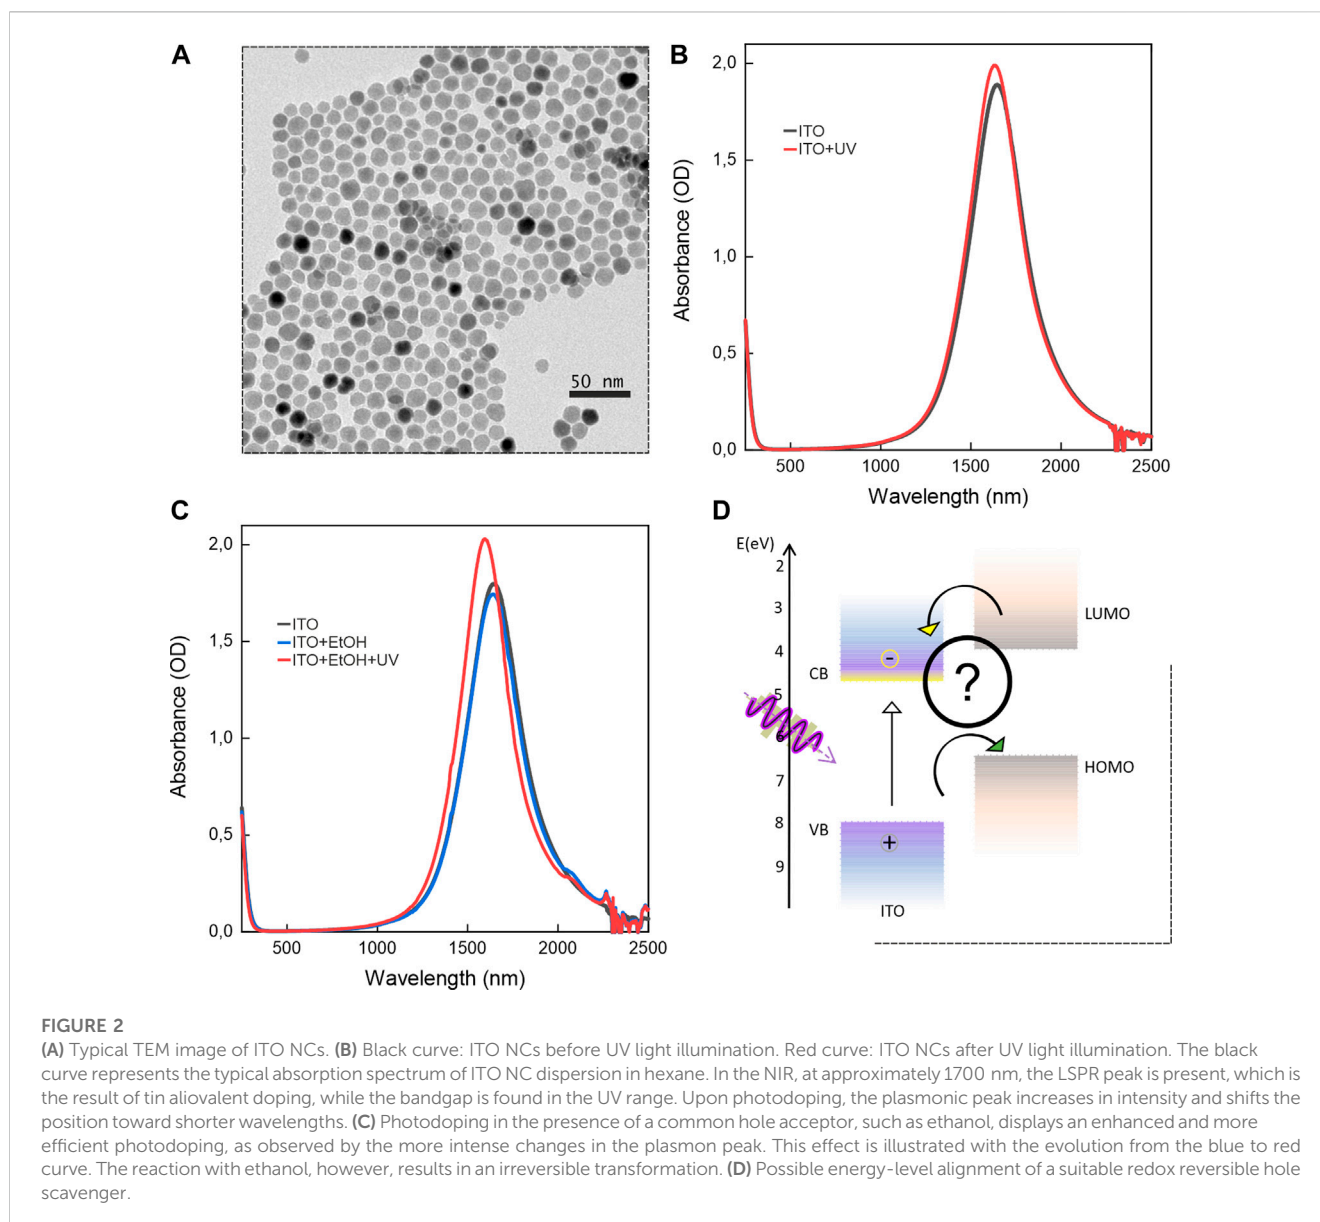 A
50 nm
B
2,0
1,5
1,0
0,5
0,0
Absorbance (OD)
ITO
ITO+UV
500 1000 1500 2000 2500
Wavelength (nm)
C
2,0
1,5
1,0
0,5
0,0
Absorbance (OD)
ITO
ITO+EtOH
ITO+EtOH+UV
500 1000 1500 2000 2500
Wavelength (nm)
D
E(eV)
2
3
4
5
6
7
8
9
LUMO
CB
-
?
HOMO
VB
+
ITO
FIGURE 2
(A) Typical TEM image of ITO NCs. (B) Black curve: ITO NCs before UV light illumination. Red curve: ITO NCs after UV light illumination. The black
curve represents the typical absorption spectrum of ITO NC dispersion in hexane. In the NIR, at approximately 1700 nm, the LSPR peak is present, which is
the result of tin aliovalent doping, while the bandgap is found in the UV range. Upon photodoping, the plasmonic peak increases in intensity and shifts the
position toward shorter wavelengths. (C) Photodoping in the presence of a common hole acceptor, such as ethanol, displays an enhanced and more
efficient photodoping, as observed by the more intense changes in the plasmon peak. This effect is illustrated with the evolution from the blue to red
curve. The reaction with ethanol, however, results in an irreversible transformation. (D) Possible energy-level alignment of a suitable redox reversible hole
scavenger.